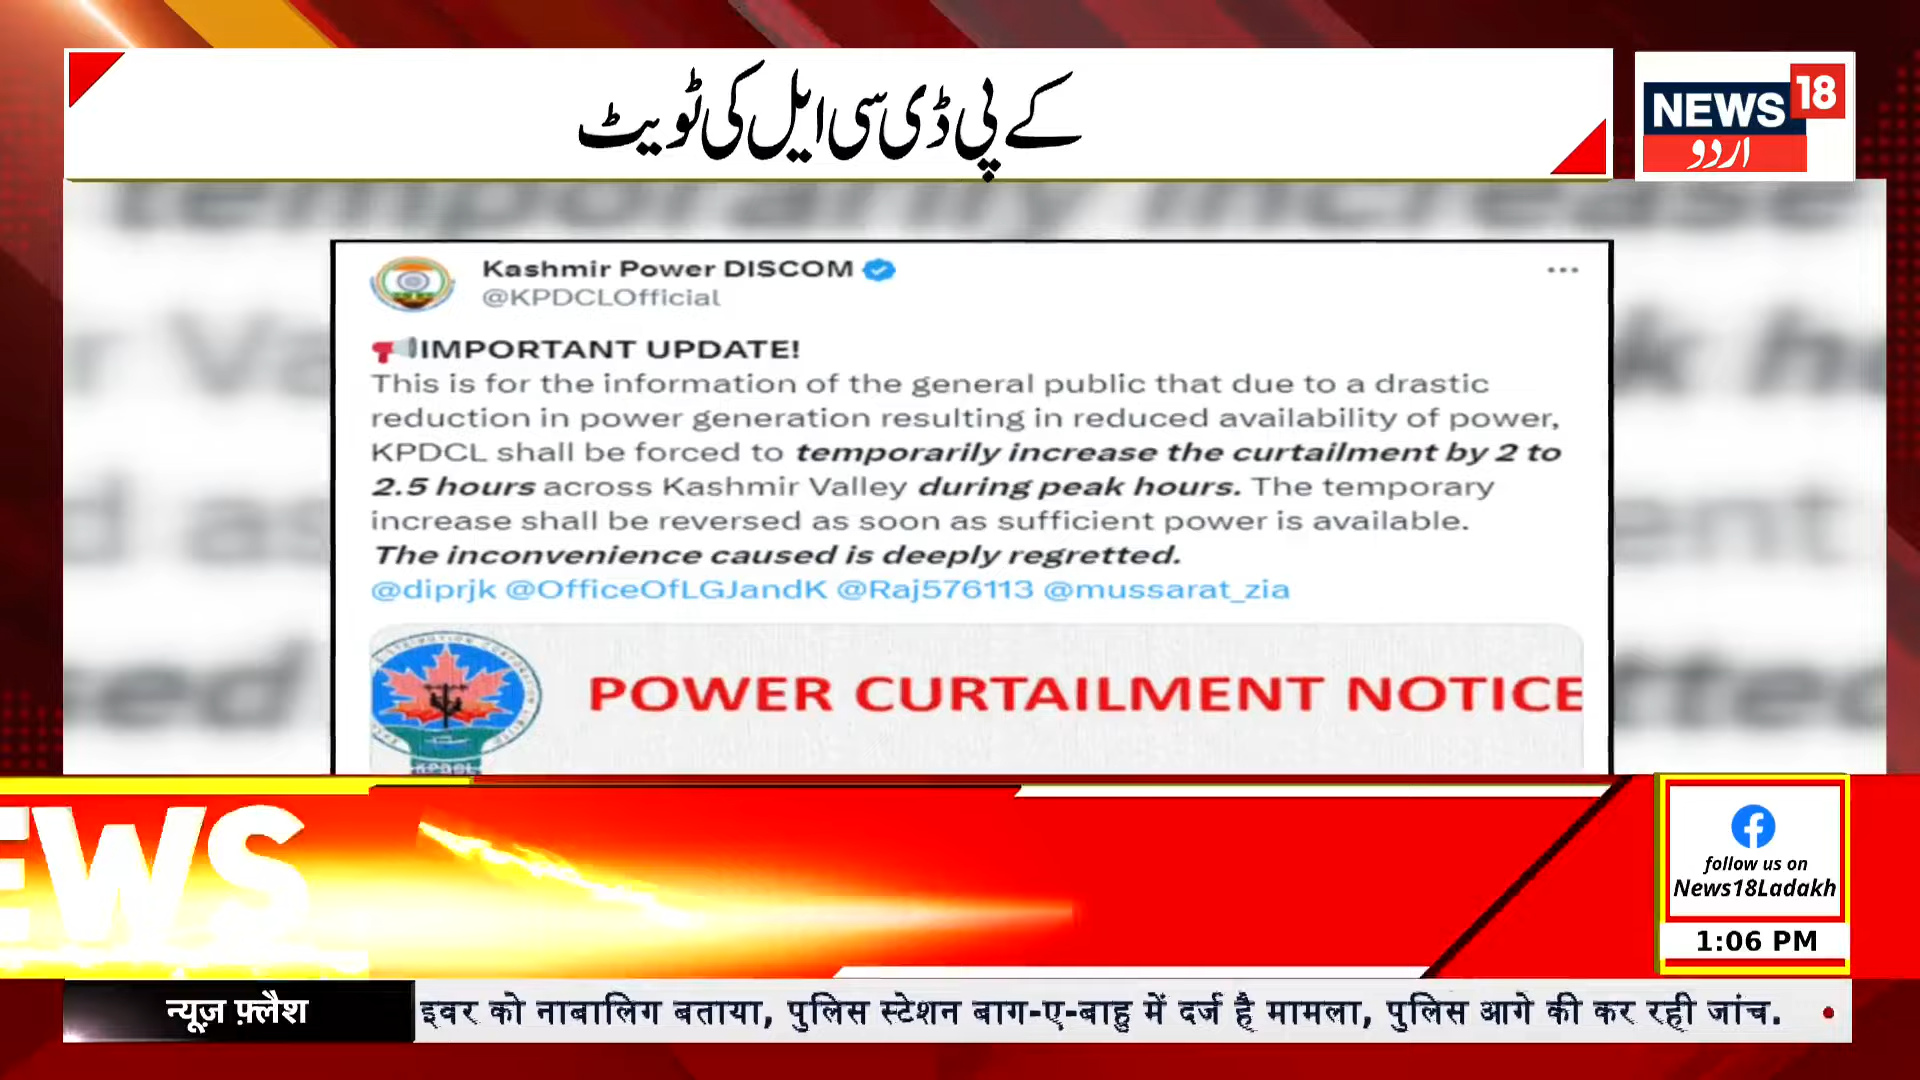 کے پی ڈی سی ایل کی ٹویٹ
NEWS 18
اردو
Kashmir Power DISCOM
@KPDCLOfficial
IMPORTANT UPDATE!
This is for the information of the general public that due to a drastic
reduction in power generation resulting in reduced availability of power,
KPDCL shall be forced to temporarily increase the curtailment by 2 to
2.5 hours across Kashmir Valley during peak hours. The temporary
increase shall be reversed as soon as sufficient power is available.
The inconvenience caused is deeply regretted.
@diprjk @OfficeOfLGJandK @Raj576113 @mussarat_zia
POWER CURTAILMENT NOTICE
KPDCL
EWS
follow us on
News18Ladakh
1:06 PM
न्यूज़ फ़्लैश
इवर को नाबालिग बताया, पुलिस स्टेशन बाग-ए-बाहु में दर्ज है मामला, पुलिस आगे की कर रही जांच.